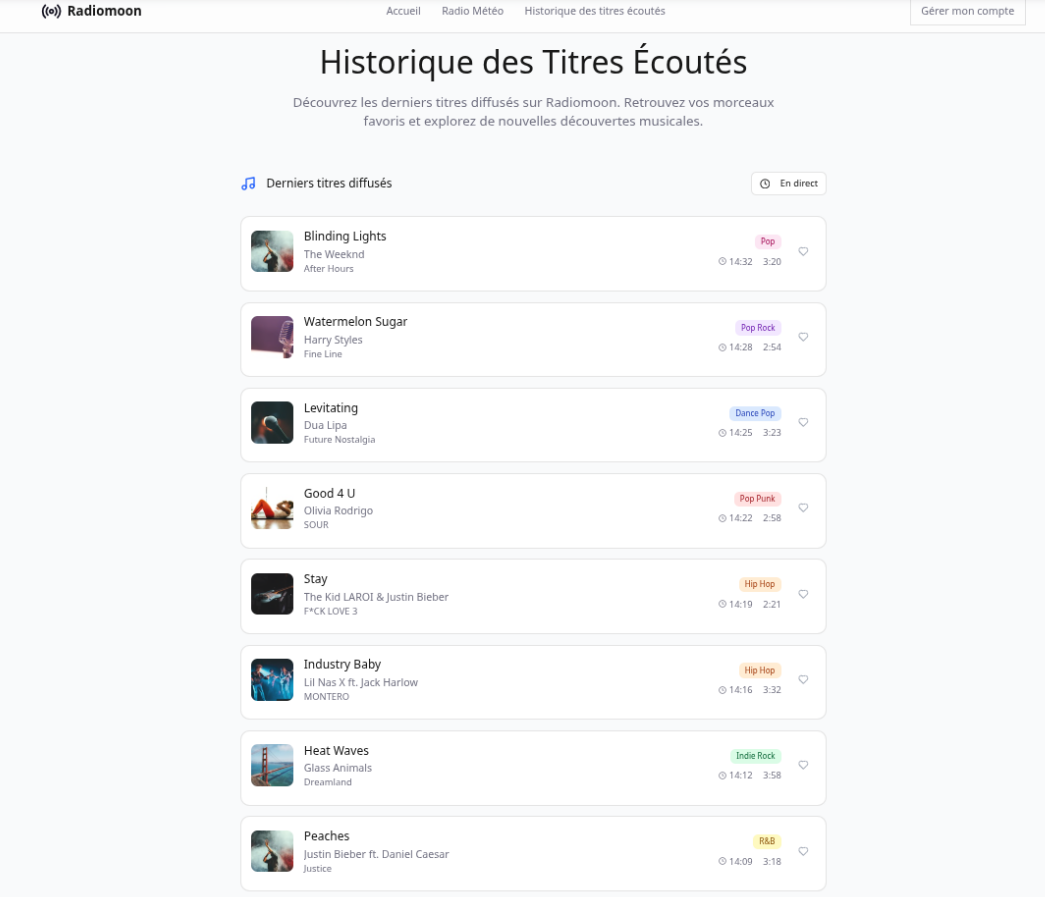 Radiomoon
Accueil Radio Météo Historique des titres écoutés
Gérer mon compte
Historique des Titres Écoutés
Découvrez les derniers titres diffusés sur Radiomoon. Retrouvez vos morceaux
favoris et explorez de nouvelles découvertes musicales.
Derniers titres diffusés
En direct
Blinding Lights
The Weeknd
After Hours
Pop
14:32 3:20
Watermelon Sugar
Harry Styles
Fine Line
Pop Rock
14:28 2:54
Levitating
Dua Lipa
Future Nostalgia
Dance Pop
14:25 3:23
Good 4 U
Olivia Rodrigo
SOUR
Pop Punk
14:22 2:58
Stay
The Kid LAROI & Justin Bieber
F*CK LOVE 3
Hip Hop
14:19 2:21
Industry Baby
Lil Nas X ft. Jack Harlow
MONTERO
Hip Hop
14:16 3:32
Heat Waves
Glass Animals
Dreamland
Indie Rock
14:12 3:58
Peaches
Justin Bieber ft. Daniel Caesar
Justice
R&B
14:09 3:18